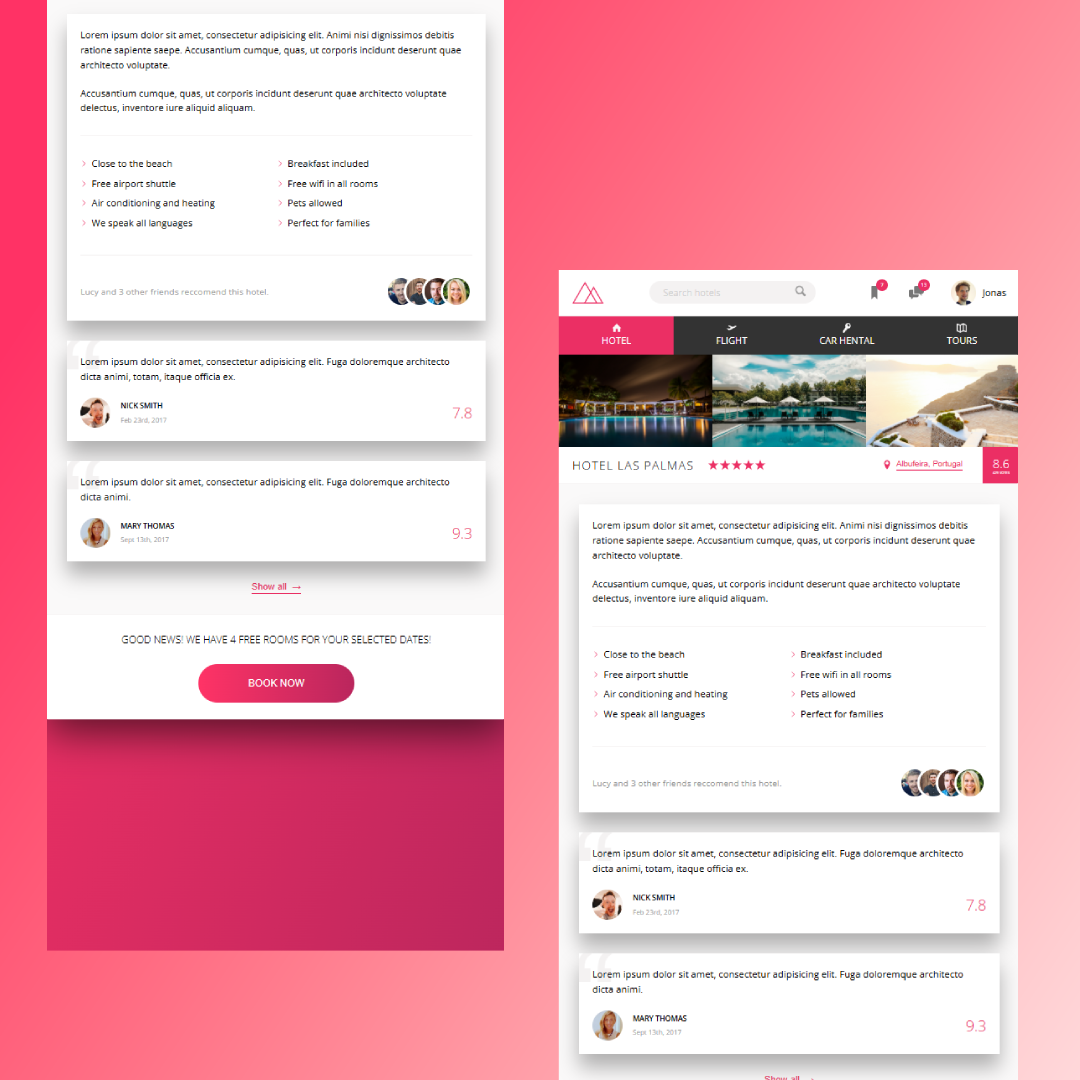 Lorem ipsum dolor sit amet, consectetur adipisicing elit. Animi nisi dignissimos debitis
ratione sapiente saepe. Accusantium cumque, quas, ut corporis incidunt deserunt quae
architecto voluptate.
Accusantium cumque, quas, ut corporis incidunt deserunt quae architecto voluptate
delectus, inventore iure aliquid aliquam.
Close to the beach
Free airport shuttle
Air conditioning and heating
We speak all languages
Breakfast included
Free wifi in all rooms
Pets allowed
Perfect for families
Lucy and 3 other friends reccomend this hotel.
Lorem ipsum dolor sit amet, consectetur adipisicing elit. Fuga doloremque architecto
dicta animi, totam, itaque officia ex.
NICK SMITH
Feb 23rd, 2017
7.8
Lorem ipsum dolor sit amet, consectetur adipisicing elit. Fuga doloremque architecto
dicta animi.
MARY THOMAS
Sept 13th, 2017
9.3
Show all →
GOOD NEWS! WE HAVE 4 FREE ROOMS FOR YOUR SELECTED DATES!
BOOK NOW
Search hotels
7
13
Jonas
HOTEL
FLIGHT
CAR HENTAL
TOURS
HOTEL LAS PALMAS
Albufeira, Portugal
8.6
Lorem ipsum dolor sit amet, consectetur adipisicing elit. Animi nisi dignissimos debitis
ratione sapiente saepe. Accusantium cumque, quas, ut corporis incidunt deserunt quae
architecto voluptate.
Accusantium cumque, quas, ut corporis incidunt deserunt quae architecto voluptate
delectus, inventore iure aliquid aliquam.
Close to the beach
Free airport shuttle
Air conditioning and heating
We speak all languages
Breakfast included
Free wifi in all rooms
Pets allowed
Perfect for families
Lucy and 3 other friends reccomend this hotel.
Lorem ipsum dolor sit amet, consectetur adipisicing elit. Fuga doloremque architecto
dicta animi, totam, itaque officia ex.
NICK SMITH
Feb 23rd, 2017
7.8
Lorem ipsum dolor sit amet, consectetur adipisicing elit. Fuga doloremque architecto
dicta animi.
MARY THOMAS
Sept 13th, 2017
9.3
Show all →